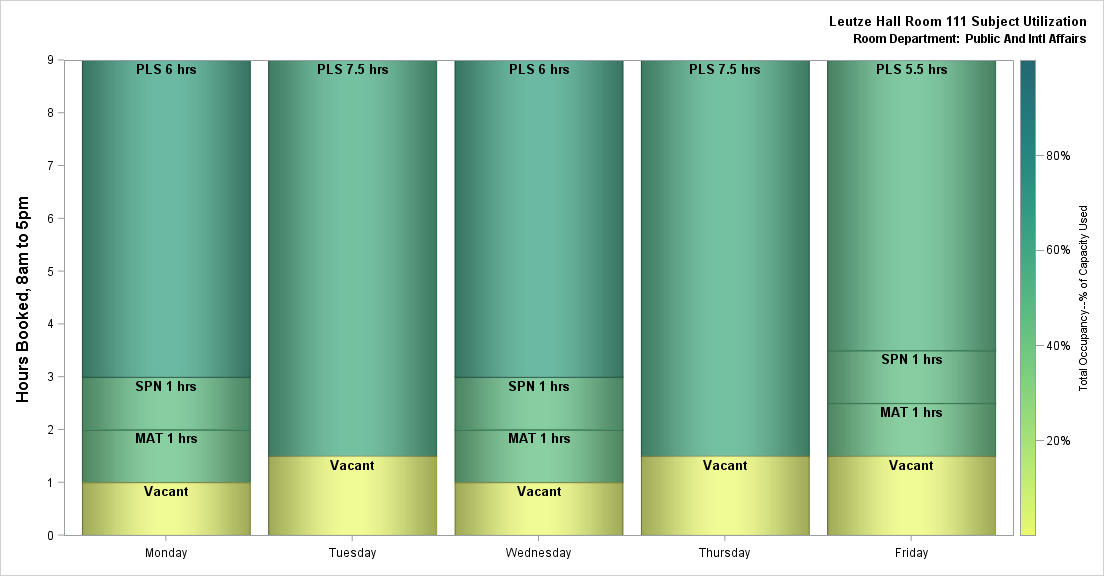 Leutze Hall Room 111 Subject Utilization
Room Department: Public And Intl Affairs
Hours Booked, 8am to 5pm
9
8
7
6
5
4
3
2
1
0
PLS 6 hrs
SPN 1 hrs
MAT 1 hrs
Vacant
PLS 7.5 hrs
Vacant
PLS 6 hrs
SPN 1 hrs
MAT 1 hrs
Vacant
PLS 7.5 hrs
Vacant
PLS 5.5 hrs
SPN 1 hrs
MAT 1 hrs
Vacant
Monday
Tuesday
Wednesday
Thursday
Friday
80%
60%
40%
20%
Total Occupancy--% of Capacity Used